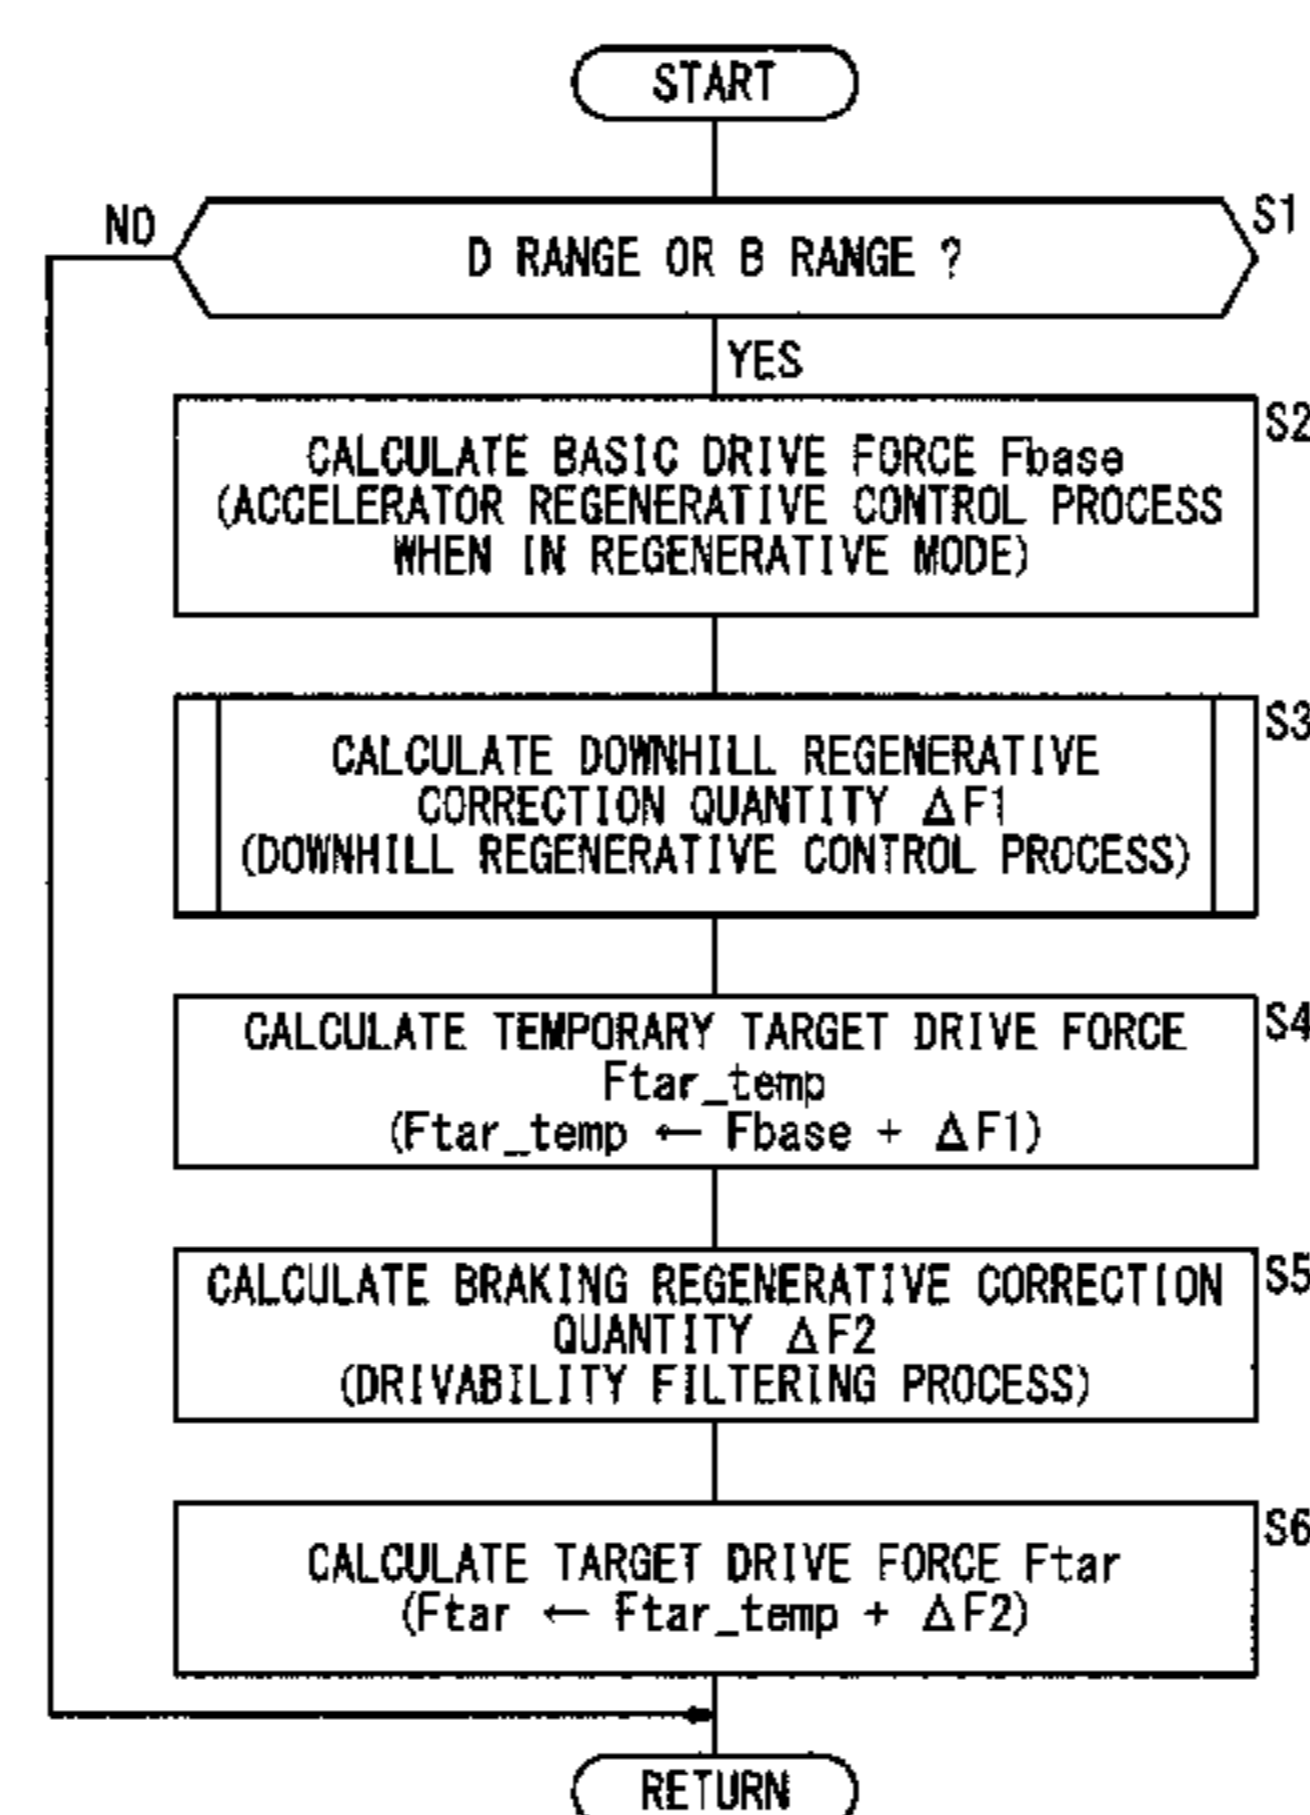 START
NO
S1
D RANGE OR B RANGE ?
YES
S2
CALCULATE BASIC DRIVE FORCE Fbase
(ACCELERATOR REGENERATIVE CONTROL PROCESS
WHEN IN REGENERATIVE MODE)
S3
CALCULATE DOWNHILL REGENERATIVE
CORRECTION QUANTITY ΔF1
(DOWNHILL REGENERATIVE CONTROL PROCESS)
S4
CALCULATE TEMPORARY TARGET DRIVE FORCE
Ftar_temp
(Ftar_temp ← Fbase + ΔF1)
S5
CALCULATE BRAKING REGENERATIVE CORRECTION
QUANTITY ΔF2
(DRIVABILITY FILTERING PROCESS)
S6
CALCULATE TARGET DRIVE FORCE Ftar
(Ftar ← Ftar_temp + ΔF2)
RETURN